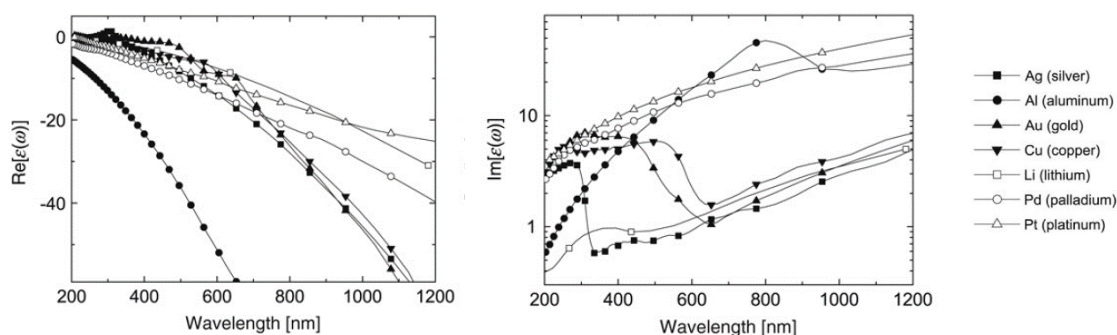 0
-20
-40
Re[ε(ω)]
200 400 600 800 1000 1200
Wavelength [nm]
10
1
Im[ε(ω)]
200 400 600 800 1000 1200
Wavelength [nm]
Ag (silver)
Al (aluminum)
Au (gold)
Cu (copper)
Li (lithium)
Pd (palladium)
Pt (platinum)